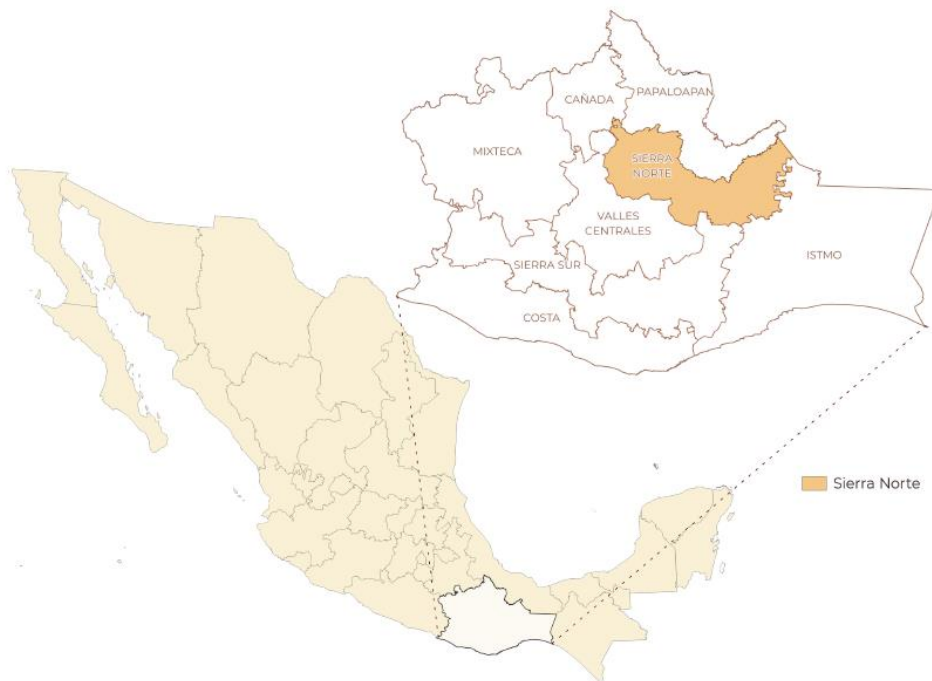 CAÑADA
PAPALOAPAN
MIXTECA
SIERRA
NORTE
VALLES
CENTRALES
SIERRA SUR
ISTMO
COSTA
Sierra Norte